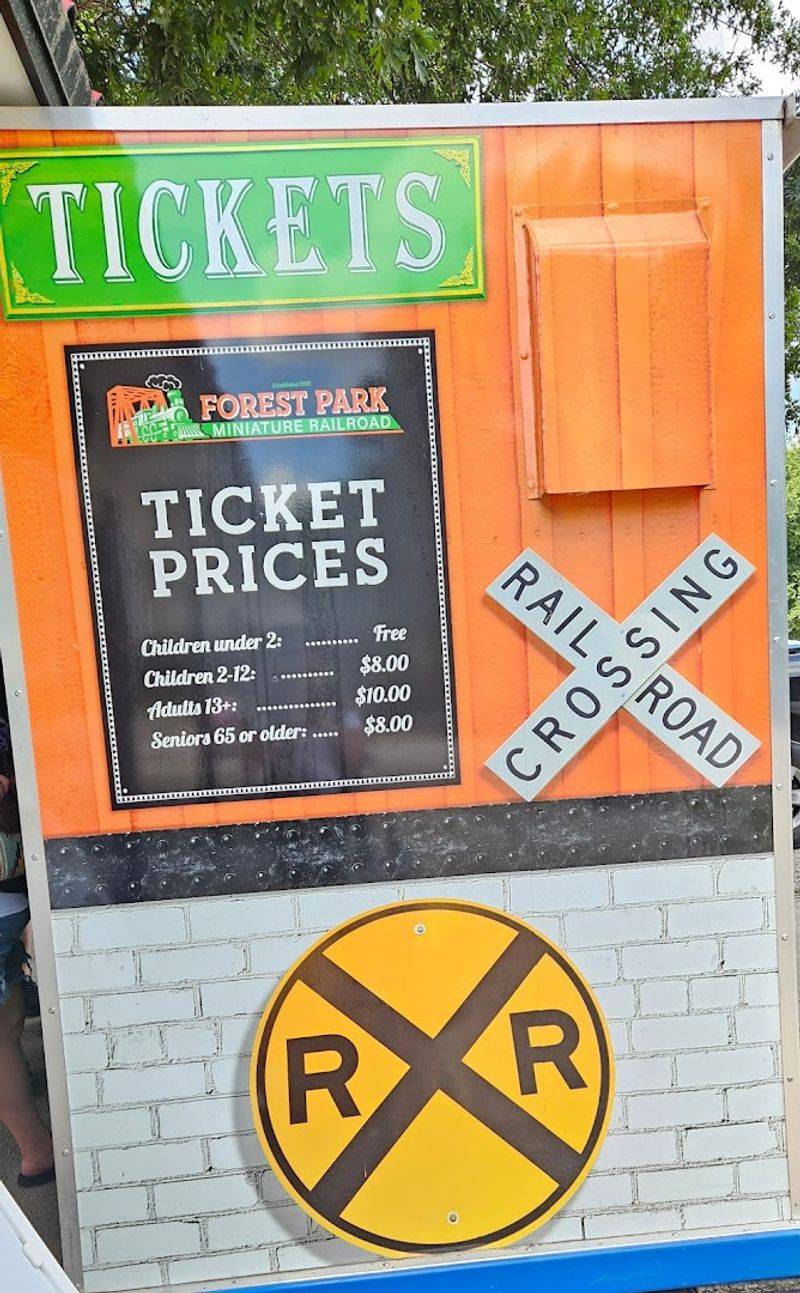 TICKETS
FOREST PARK
MINIATURE RAILROAD
TICKET
PRICES
Children under 2: .......... Free
Children 2-12: .......... $8.00
Adults 13+: ............... $10.00
Seniors 65 or older: ..... $8.00
RAIL ROAD
CROSSING
R R